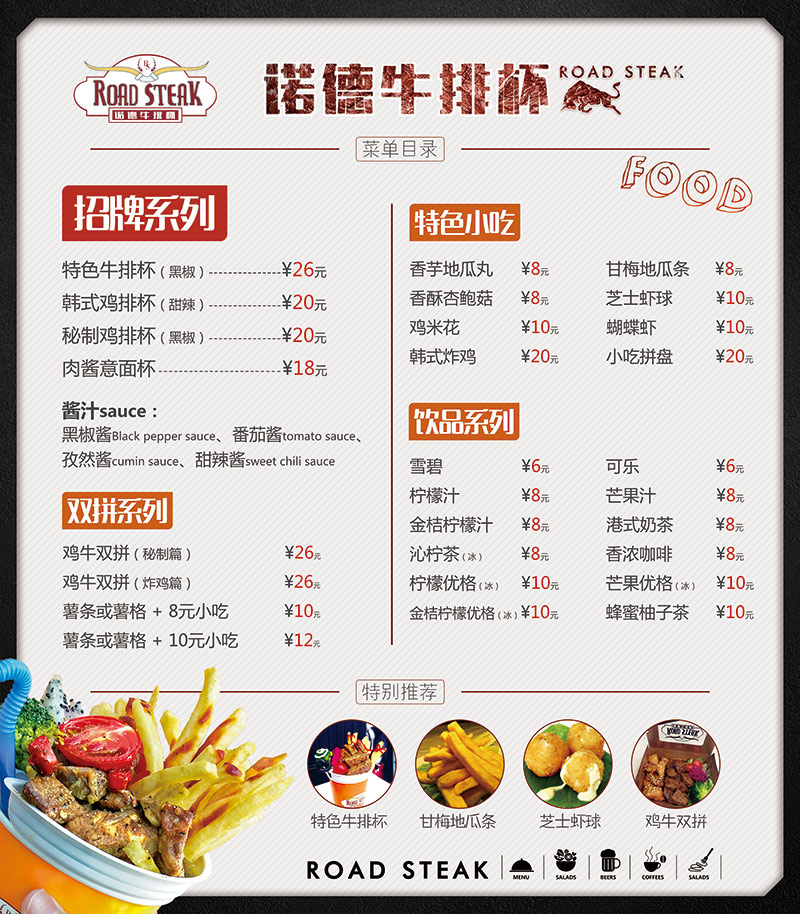 RS
ROAD STEAK
诺德牛排杯
诺德牛排杯
ROAD STEAK
菜单目录
FOOD
招牌系列
特色牛排杯（黑椒）---------------¥26元
韩式鸡排杯（甜辣）---------------¥20元
秘制鸡排杯（黑椒）---------------¥20元
肉酱意面杯-------------------------¥18元
酱汁sauce：
黑椒酱Black pepper sauce、番茄酱tomato sauce、
孜然酱cumin sauce、甜辣酱sweet chili sauce
双拼系列
鸡牛双拼（秘制篇） ¥26元
鸡牛双拼（炸鸡篇） ¥26元
薯条或薯格 + 8元小吃 ¥10元
薯条或薯格 + 10元小吃 ¥12元
特色小吃
香芋地瓜丸 ¥8元 甘梅地瓜条 ¥8元
香酥杏鲍菇 ¥8元 芝士虾球 ¥10元
鸡米花 ¥10元 蝴蝶虾 ¥10元
韩式炸鸡 ¥20元 小吃拼盘 ¥20元
饮品系列
雪碧 ¥6元 可乐 ¥6元
柠檬汁 ¥8元 芒果汁 ¥8元
金桔柠檬汁 ¥8元 港式奶茶 ¥8元
沁柠茶（冰） ¥8元 香浓咖啡 ¥8元
柠檬优格（冰） ¥10元 芒果优格（冰） ¥10元
金桔柠檬优格（冰）¥10元 蜂蜜柚子茶 ¥10元
特别推荐
ROAD STEAK
ROAD STEAK
特色牛排杯 甘梅地瓜条 芝士虾球 鸡牛双拼
ROAD STEAK
MENU SALADS BEERS COFFEES SALADS